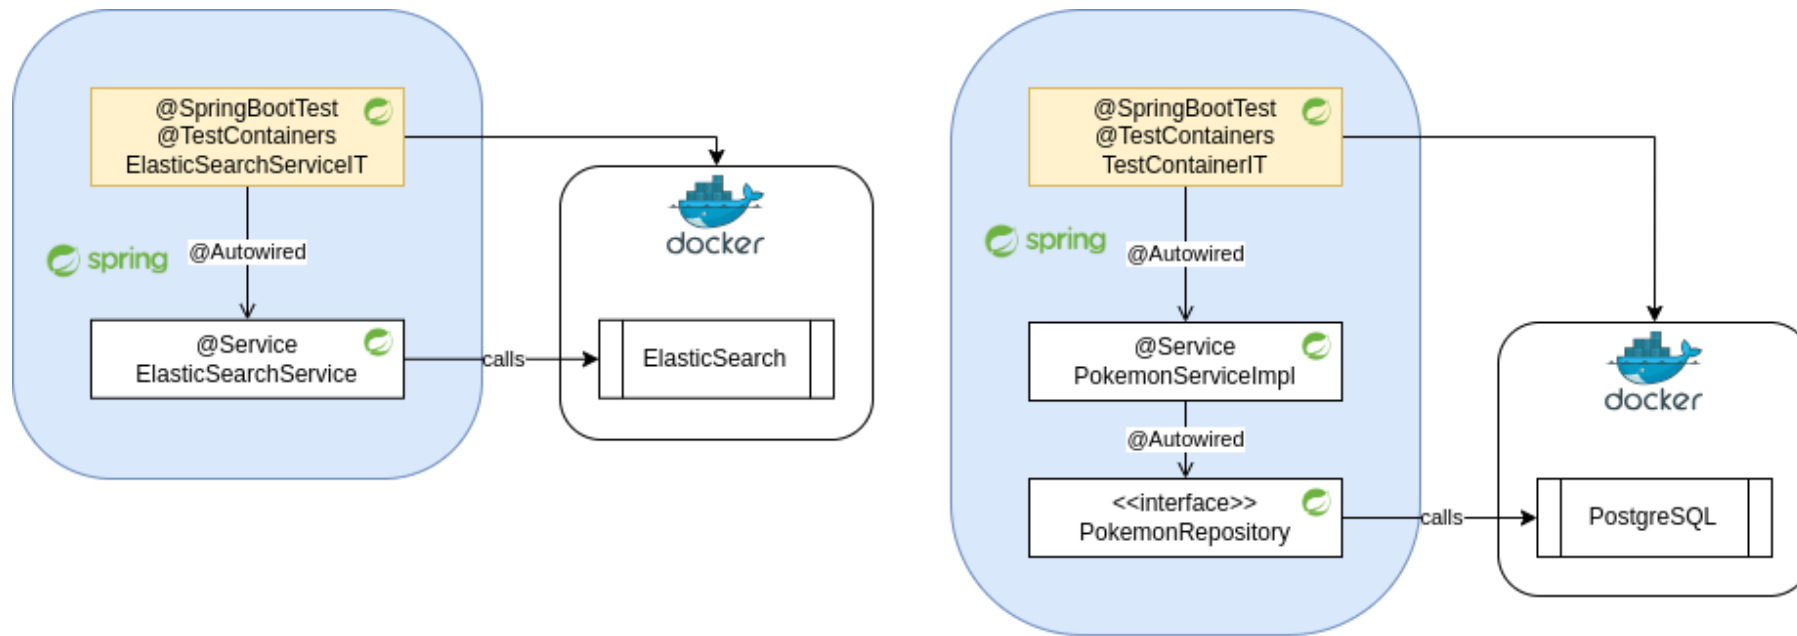 @SpringBootTest
@TestContainers
ElasticSearchServiceIT
docker
spring
@Autowired
@Service
ElasticSearchService
calls
ElasticSearch
@SpringBootTest
@TestContainers
TestContainerIT
spring
@Autowired
@Service
PokemonServiceImpl
docker
@Autowired
<<interface>>
PokemonRepository
calls
PostgreSQL